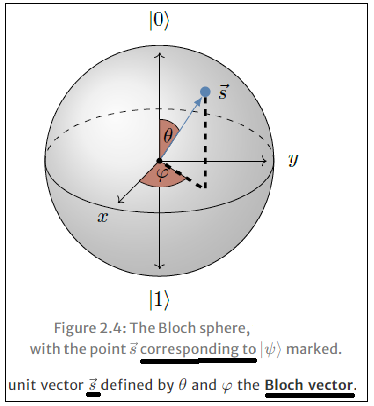 |0⟩
s⃗
θ
y
φ
x
|1⟩
Figure 2.4: The Bloch sphere,
with the point s⃗ corresponding to |ψ⟩ marked.
unit vector s⃗ defined by θ and φ the Bloch vector.